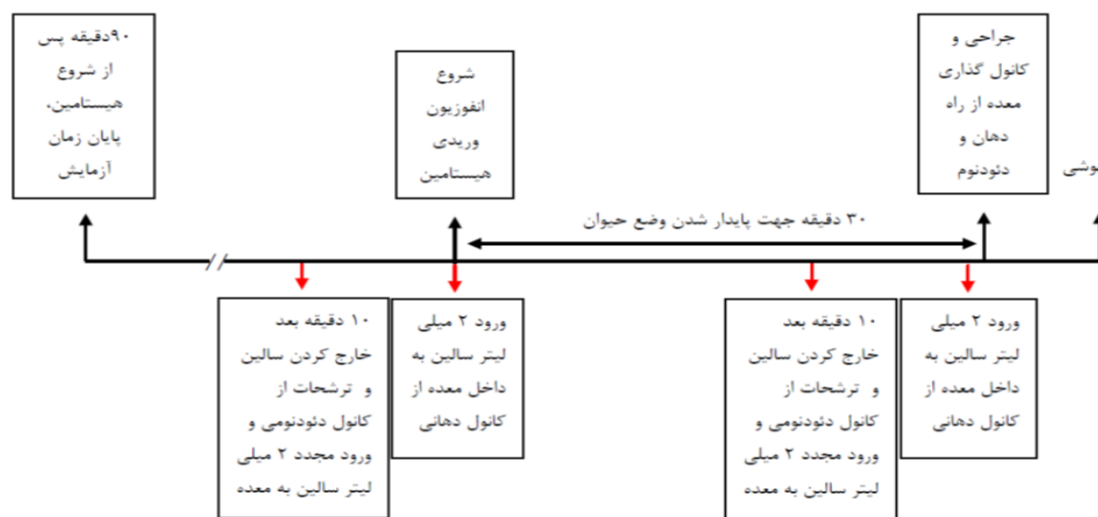 جراحی و
کانول گذاری
معده از راه
دهان و
دئودنوم
شروع
انفوزیون
وریدی
هیستامین
۹۰دقیقه پس
از شروع
هیستامین،
پایان زمان
آزمایش
۳۰ دقیقه جهت پایدار شدن وضع حیوان
ورود ۲ میلی
لیتر سالین به
داخل معده از
کانول دهانی
۱۰ دقیقه بعد
خارج کردن سالین
و ترشحات از
کانول دئودنومی و
ورود مجدد ۲ میلی
لیتر سالین به معده
ورود ۲ میلی
لیتر سالین به
داخل معده از
کانول دهانی
۱۰ دقیقه بعد
خارج کردن سالین
و ترشحات از
کانول دئودنومی و
ورود مجدد ۲ میلی
لیتر سالین به معده